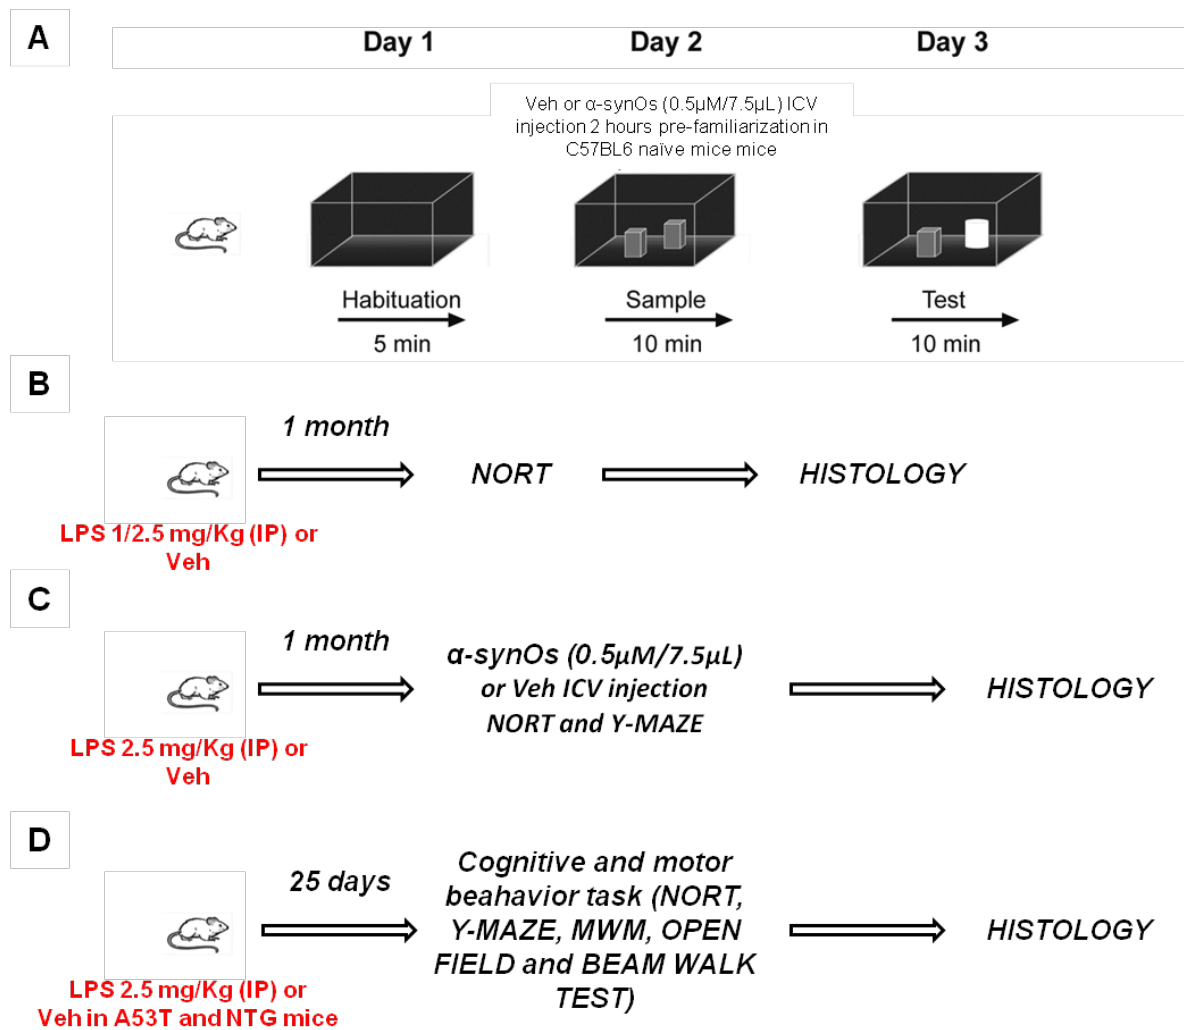 A
Day 1 Day 2 Day 3
Veh or α-synOs (0.5µM/7.5µL) ICV
injection 2 hours pre-familiarization in
C57BL6 naïve mice mice
Habituation Sample Test
5 min 10 min 10 min
B
1 month
NORT HISTOLOGY
LPS 1/2.5 mg/Kg (IP) or
Veh
C
1 month
α-synOs (0.5µM/7.5µL)
or Veh ICV injection
NORT and Y-MAZE
HISTOLOGY
LPS 2.5 mg/Kg (IP) or
Veh
D
25 days
Cognitive and motor
beahavior task (NORT,
Y-MAZE, MWM, OPEN
FIELD and BEAM WALK
TEST)
HISTOLOGY
LPS 2.5 mg/Kg (IP) or
Veh in A53T and NTG mice